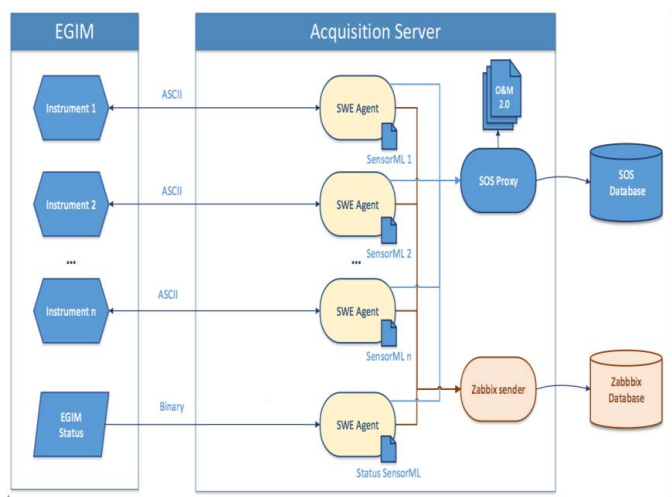 EGIM
Acquisition Server
Instrument 1
ASCII
SWE Agent
SensorML 1
O&M
2.0
SOS Proxy
SOS
Database
Instrument 2
ASCII
SWE Agent
SensorML 2
...
...
Instrument n
ASCII
SWE Agent
SensorML n
Zabbix sender
Zabbbix
Database
EGIM
Status
Binary
SWE Agent
Status SensorML